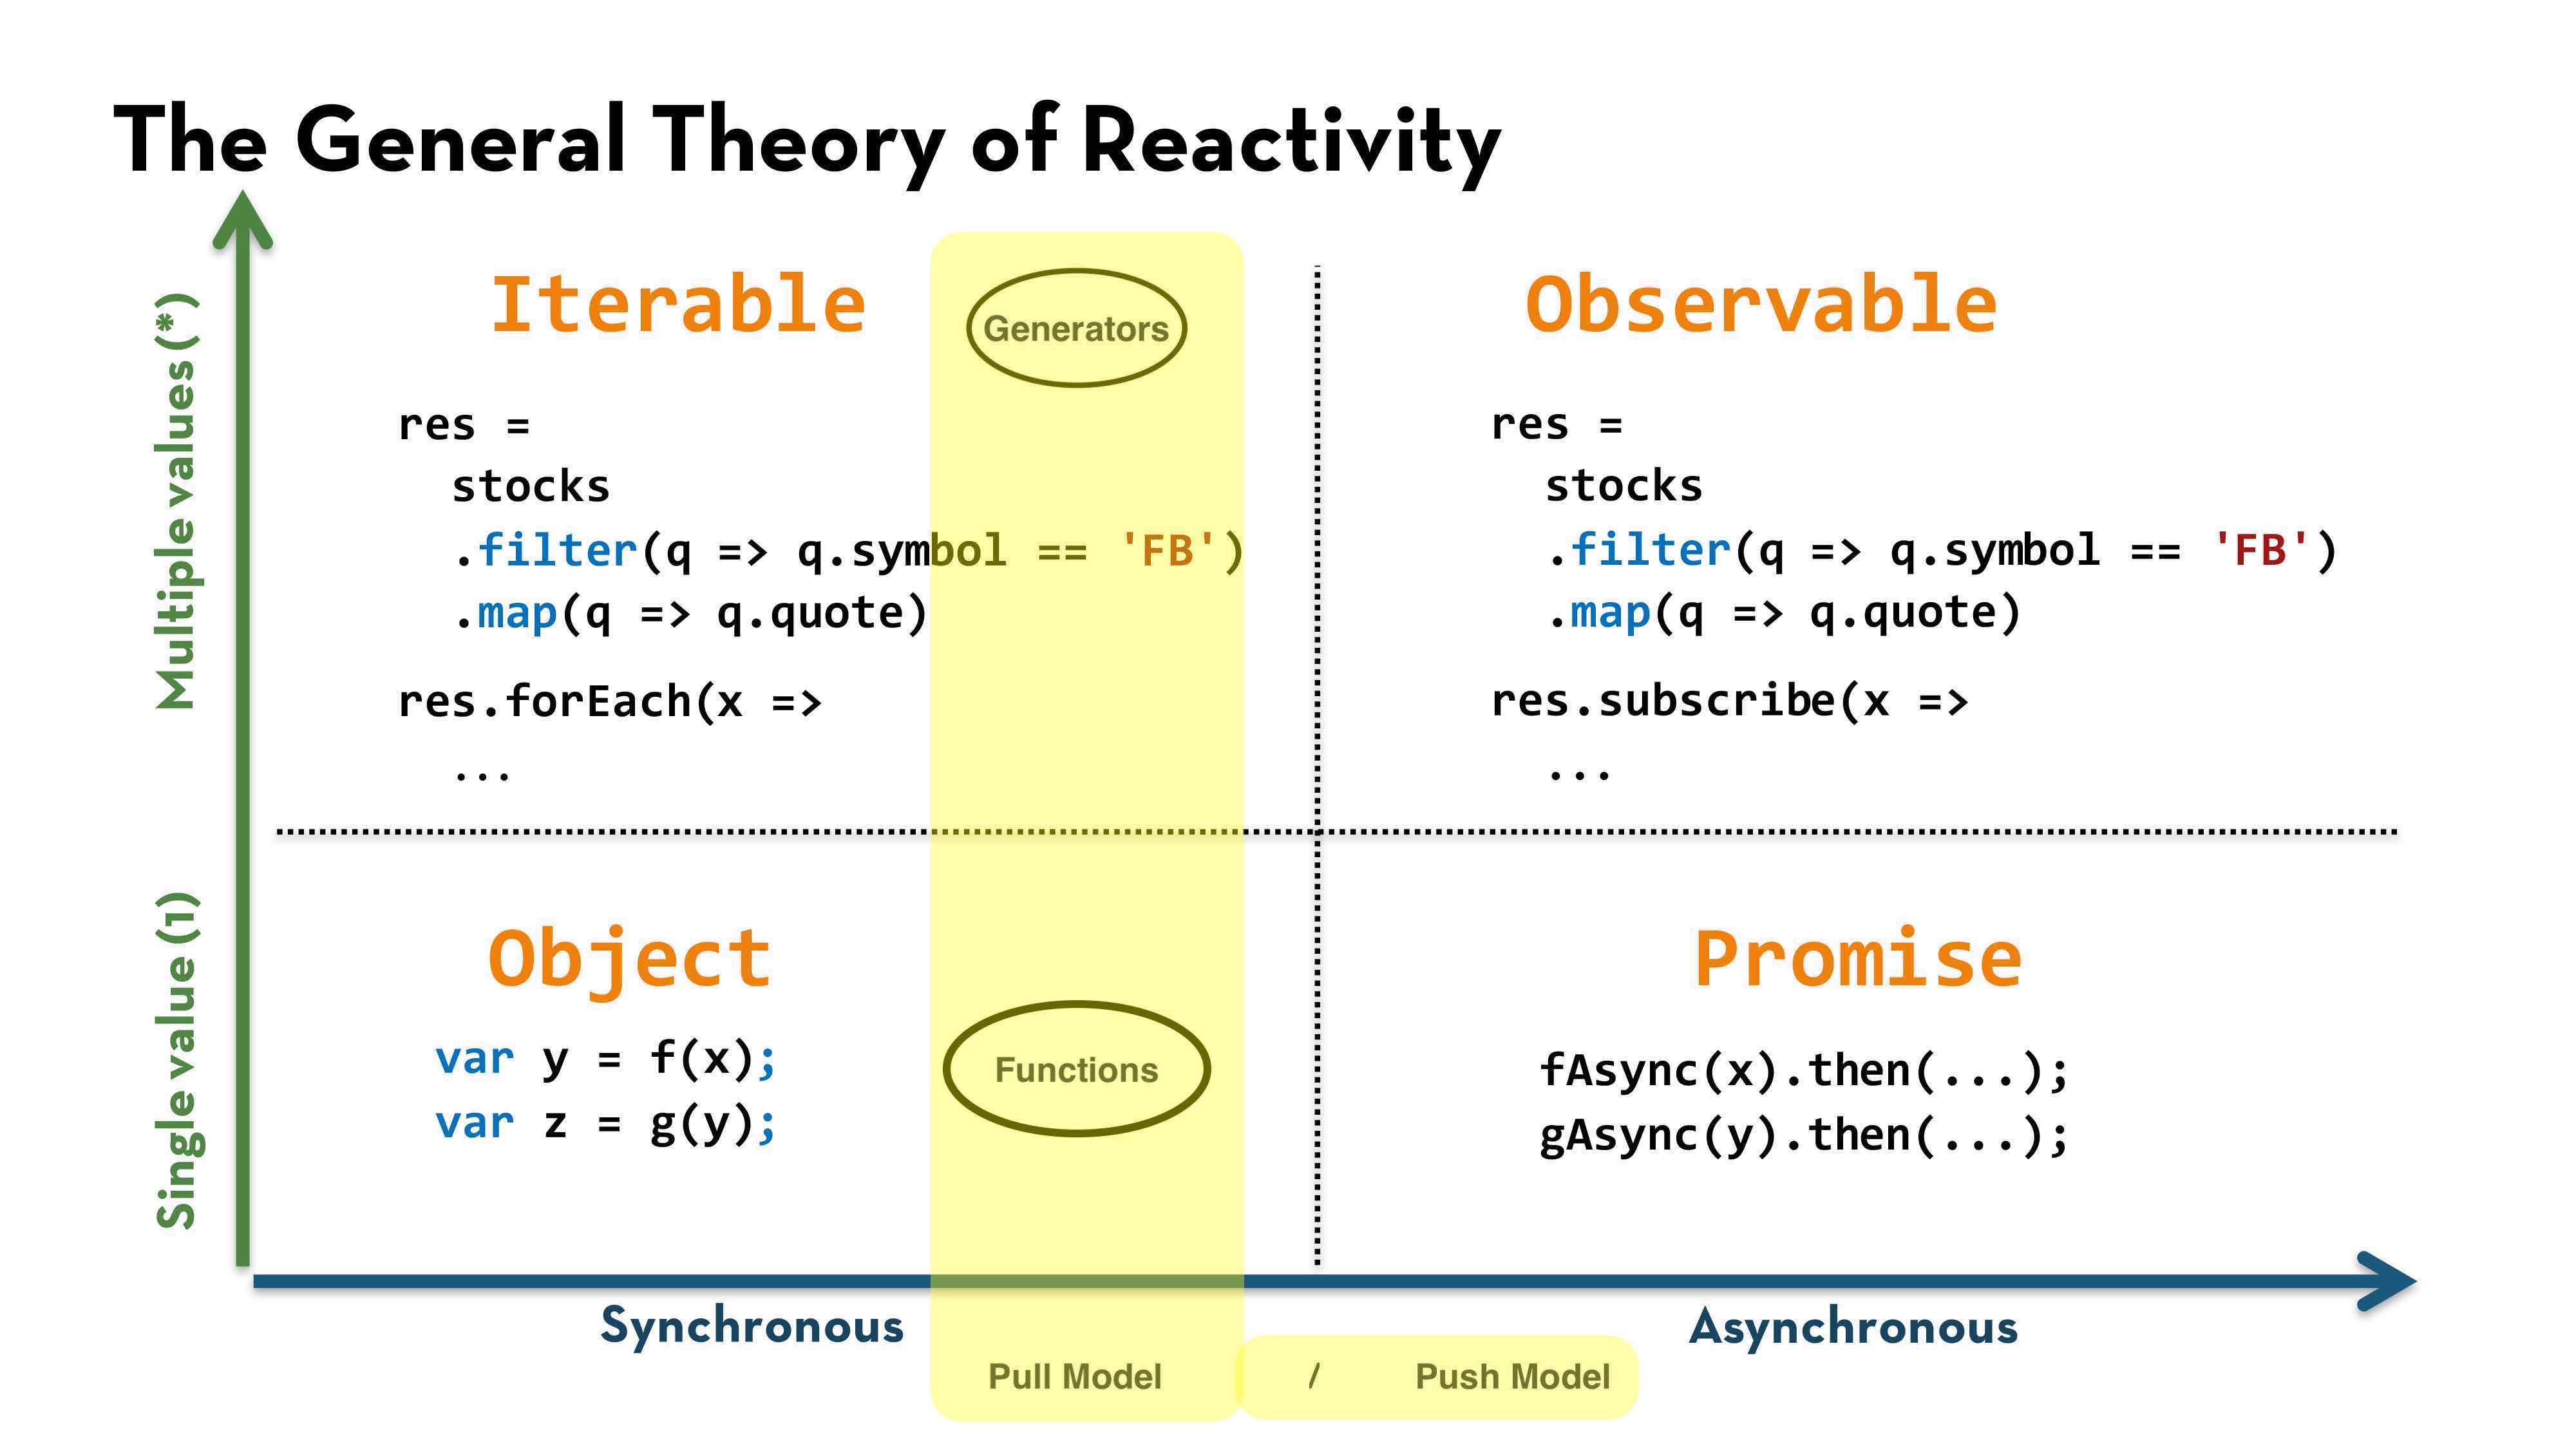 The General Theory of Reactivity
Multiple values (*)
Iterable
Generators
res =
stocks
.filter(q => q.symbol == 'FB')
.map(q => q.quote)
res.forEach(x =>
...
Observable
res =
stocks
.filter(q => q.symbol == 'FB')
.map(q => q.quote)
res.subscribe(x =>
...
Single value (1)
Object
var y = f(x);
var z = g(y);
Functions
Promise
fAsync(x).then(...);
gAsync(y).then(...);
Synchronous
Asynchronous
Pull Model / Push Model